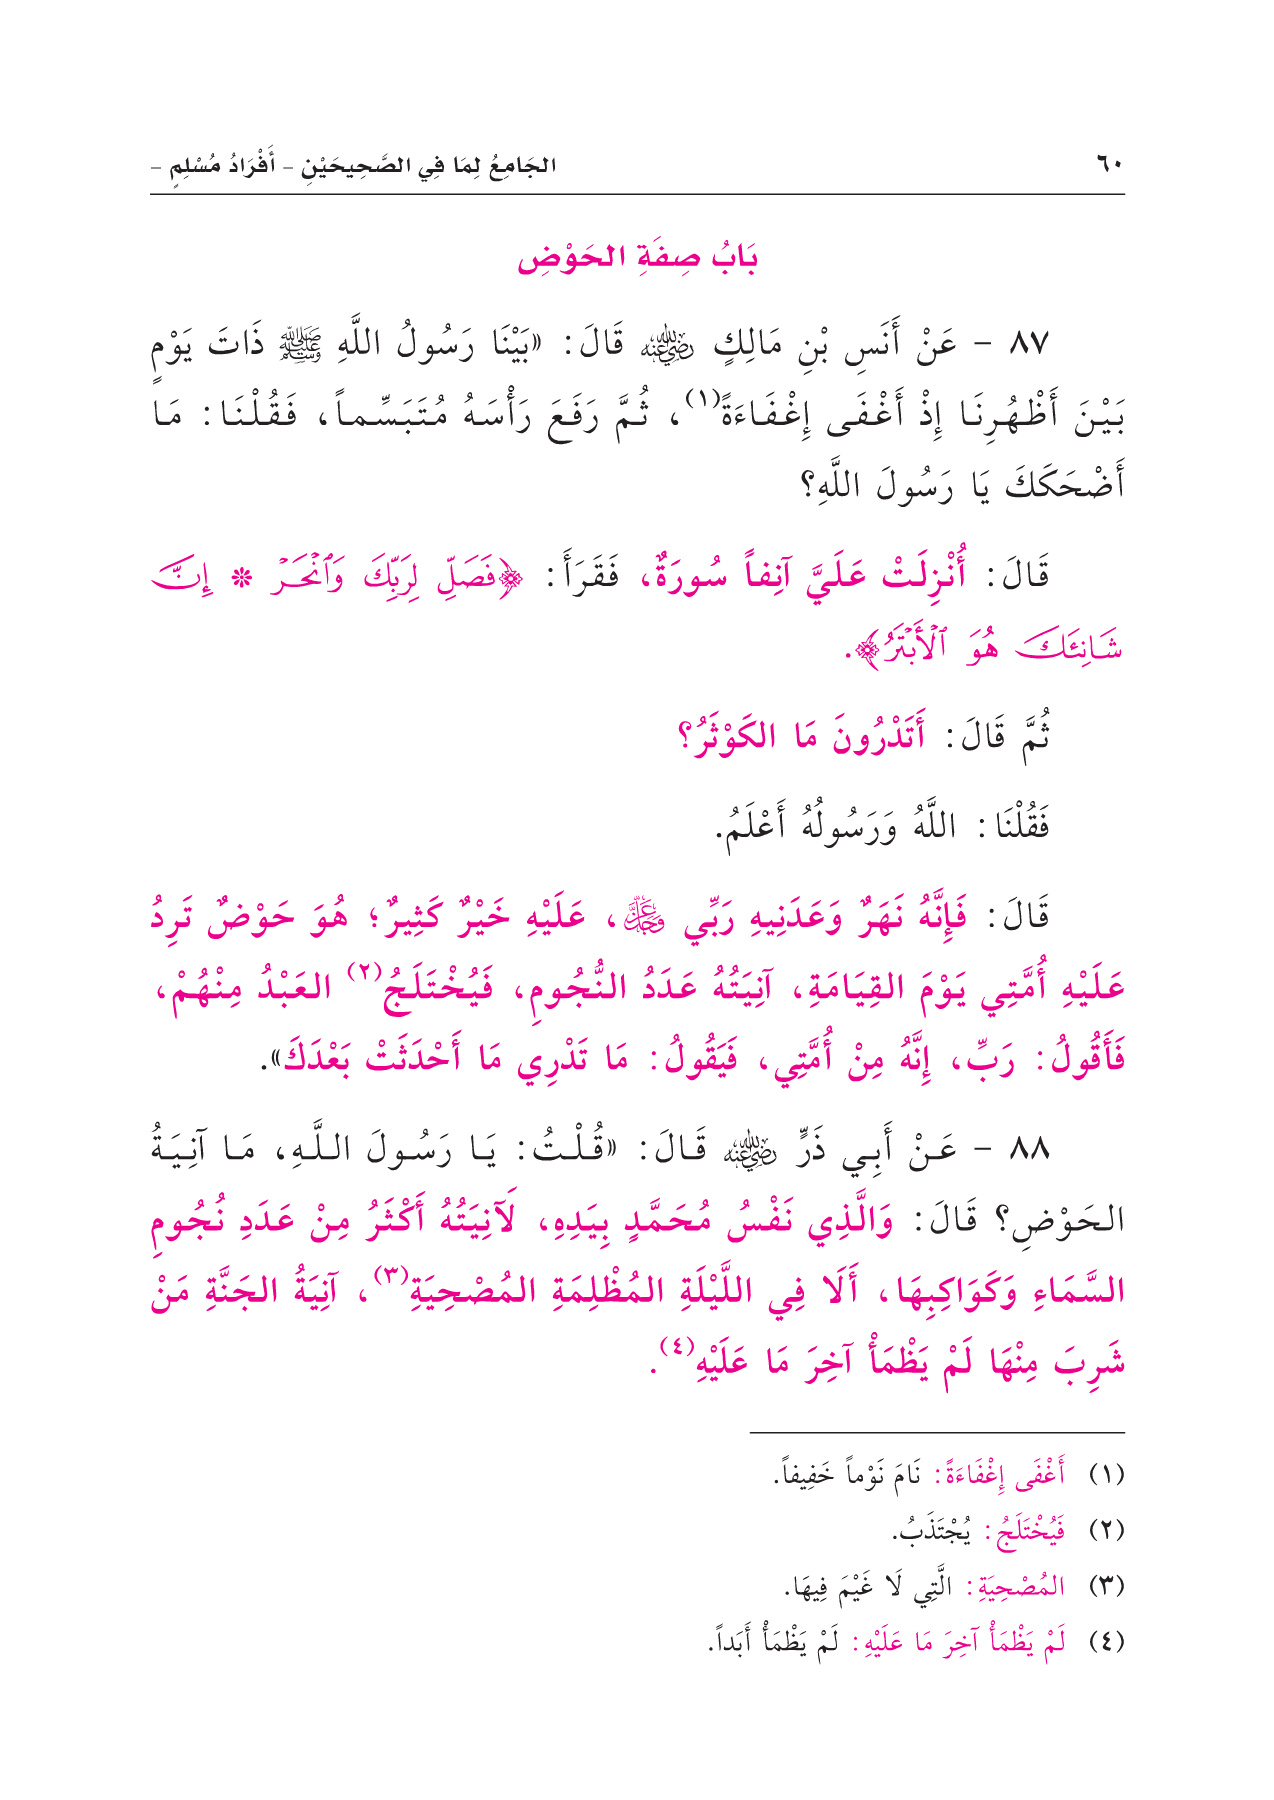 ٦٠ الجَامِعُ لِمَا فِي الصَّحِيحَيْنِ - أَفْرَادُ مُسْلِمٍ -
بَابُ صِفَةِ الحَوْضِ
٨٧ - عَنْ أَنَسِ بْنِ مَالِكٍ رضي الله عنه قَالَ: «بَيْنَا رَسُولُ اللَّهِ ﷺ ذَاتَ يَوْمٍ
بَيْنَ أَظْهُرِنَا إِذْ أَغْفَى إِغْفَاءَةً(١)، ثُمَّ رَفَعَ رَأْسَهُ مُتَبَسِّماً، فَقُلْنَا: مَا
أَضْحَكَكَ يَا رَسُولَ اللَّهِ؟
قَالَ: أُنْزِلَتْ عَلَيَّ آنِفاً سُورَةٌ، فَقَرَأَ: ﴿فَصَلِّ لِرَبِّكَ وَٱنْحَرْ * إِنَّ
شَانِئَكَ هُوَ ٱلْأَبْتَرُ﴾.
ثُمَّ قَالَ: أَتَدْرُونَ مَا الكَوْثَرُ؟
فَقُلْنَا: اللَّهُ وَرَسُولُهُ أَعْلَمُ.
قَالَ: فَإِنَّهُ نَهَرٌ وَعَدَنِيهِ رَبِّي عز وجل، عَلَيْهِ خَيْرٌ كَثِيرٌ؛ هُوَ حَوْضٌ تَرِدُ
عَلَيْهِ أُمَّتِي يَوْمَ القِيَامَةِ، آنِيَتُهُ عَدَدُ النُّجُومِ، فَيُخْتَلَجُ(٢) العَبْدُ مِنْهُمْ،
فَأَقُولُ: رَبِّ، إِنَّهُ مِنْ أُمَّتِي، فَيَقُولُ: مَا تَدْرِي مَا أَحْدَثَتْ بَعْدَكَ».
٨٨ - عَنْ أَبِي ذَرٍّ رضي الله عنه قَالَ: «قُلْتُ: يَا رَسُولَ اللَّهِ، مَا آنِيَةُ
الحَوْضِ؟ قَالَ: وَالَّذِي نَفْسُ مُحَمَّدٍ بِيَدِهِ، لَآنِيَتُهُ أَكْثَرُ مِنْ عَدَدِ نُجُومِ
السَّمَاءِ وَكَوَاكِبِهَا، أَلَا فِي اللَّيْلَةِ المُظْلِمَةِ المُصْحِيَةِ(٣)، آنِيَةُ الجَنَّةِ مَنْ
شَرِبَ مِنْهَا لَمْ يَظْمَأْ آخِرَ مَا عَلَيْهِ(٤).
(١) أَغْفَى إِغْفَاءَةً: نَامَ نَوْماً خَفِيفاً.
(٢) فَيُخْتَلَجُ: يُجْتَذَبُ.
(٣) المُصْحِيَةِ: الَّتِي لَا غَيْمَ فِيهَا.
(٤) لَمْ يَظْمَأْ آخِرَ مَا عَلَيْهِ: لَمْ يَظْمَأْ أَبَداً.